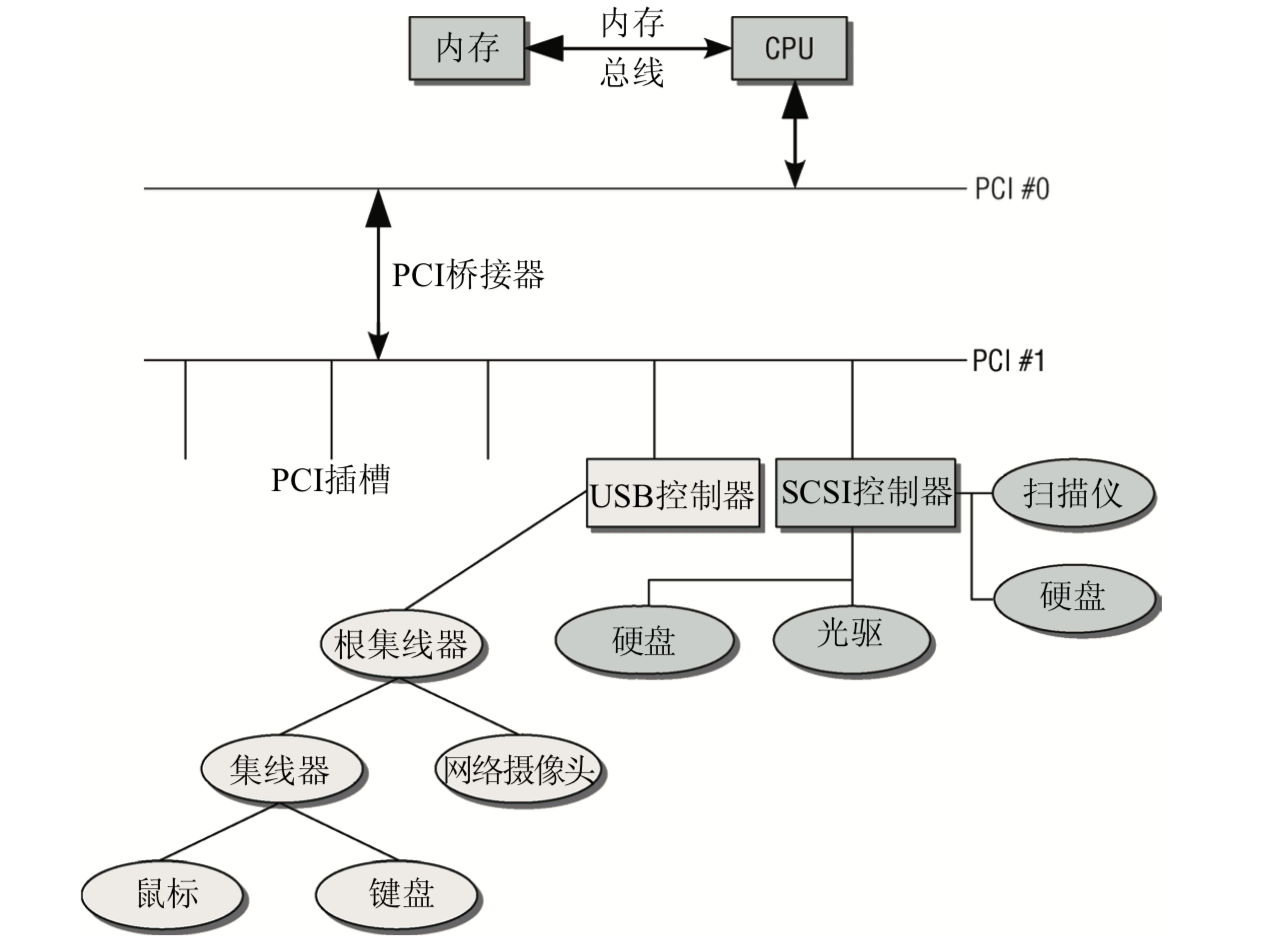 内存
内存
总线
CPU
PCI #0
PCI桥接器
PCI #1
PCI插槽
USB控制器
SCSI控制器
扫描仪
硬盘
根集线器
硬盘
光驱
集线器
网络摄像头
鼠标
键盘